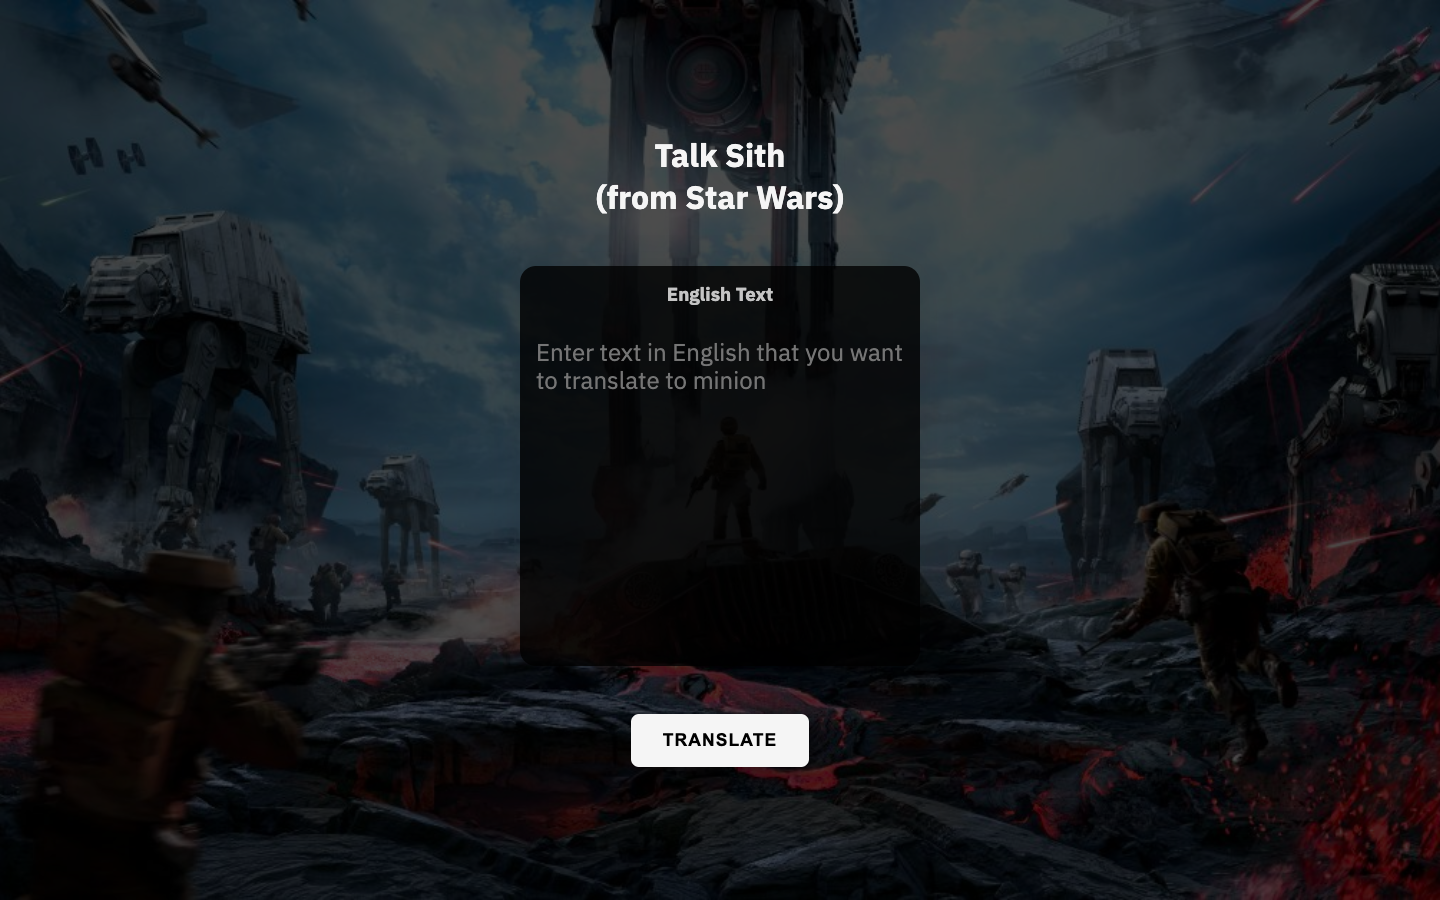 Talk Sith
(from Star Wars)
English Text
Enter text in English that you want
to translate to minion
TRANSLATE